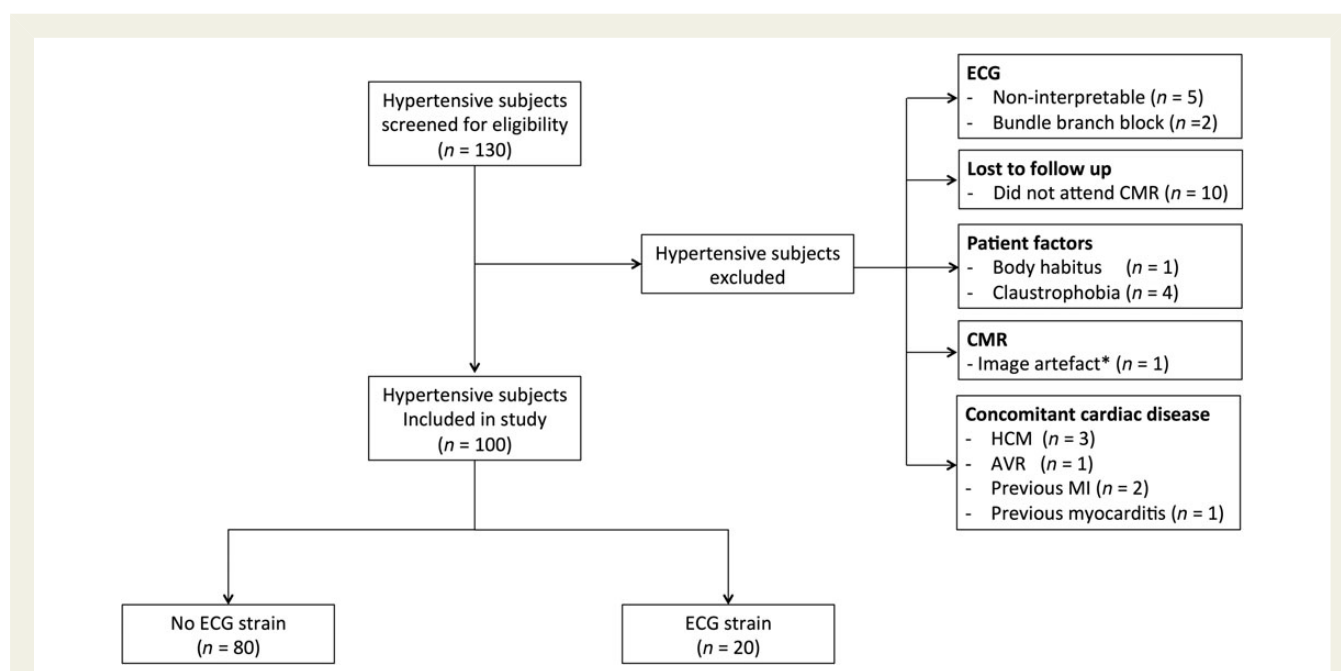 Hypertensive subjects
screened for eligibility
(n = 130)
Hypertensive subjects
excluded
ECG
- Non-interpretable (n = 5)
- Bundle branch block (n =2)
Lost to follow up
- Did not attend CMR (n = 10)
Patient factors
- Body habitus (n = 1)
- Claustrophobia (n = 4)
CMR
- Image artefact* (n = 1)
Concomitant cardiac disease
- HCM (n = 3)
- AVR (n = 1)
- Previous MI (n = 2)
- Previous myocarditis (n = 1)
Hypertensive subjects
Included in study
(n = 100)
No ECG strain
(n = 80)
ECG strain
(n = 20)